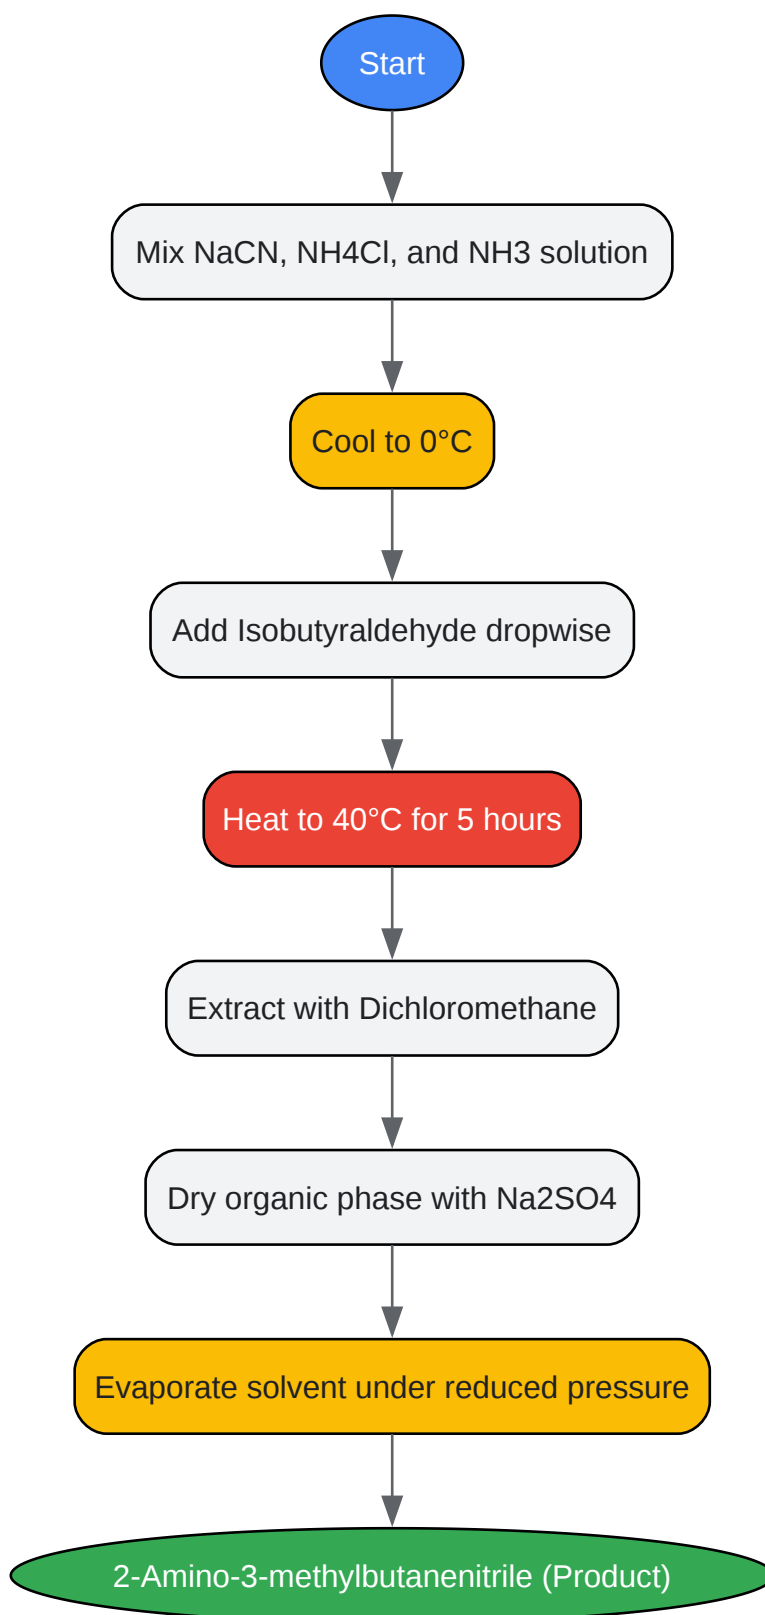 Start
Mix NaCN, NH4Cl, and NH3 solution
Cool to 0°C
Add Isobutyraldehyde dropwise
Heat to 40°C for 5 hours
Extract with Dichloromethane
Dry organic phase with Na2SO4
Evaporate solvent under reduced pressure
2-Amino-3-methylbutanenitrile (Product)